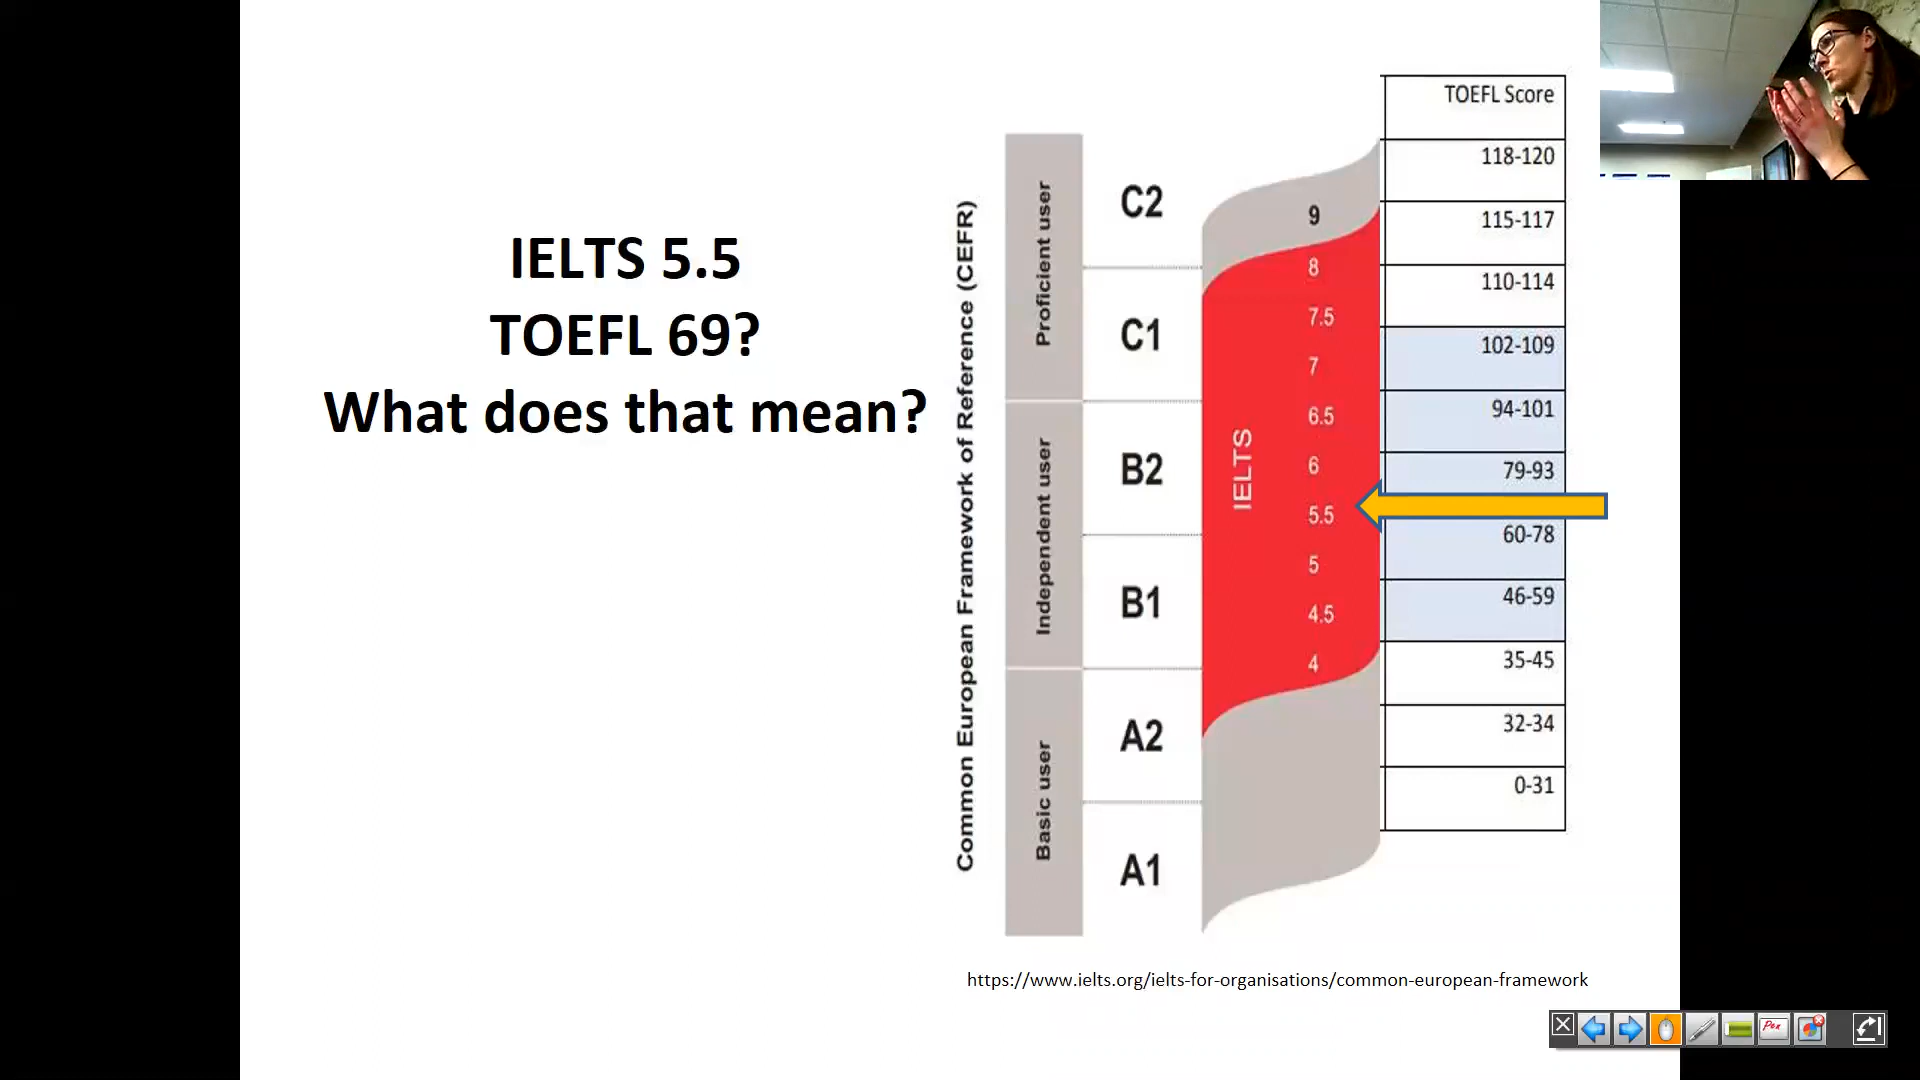 IELTS 5.5
TOEFL 69?
What does that mean?
Common European Framework of Reference (CEFR)
Proficient user
Independent user
Basic user
C2
C1
B2
B1
A2
A1
IELTS
9
8
7.5
7
6.5
6
5.5
5
4.5
4
TOEFL Score
118-120
115-117
110-114
102-109
94-101
79-93
60-78
46-59
35-45
32-34
0-31
https://www.ielts.org/ielts-for-organisations/common-european-framework
Pen